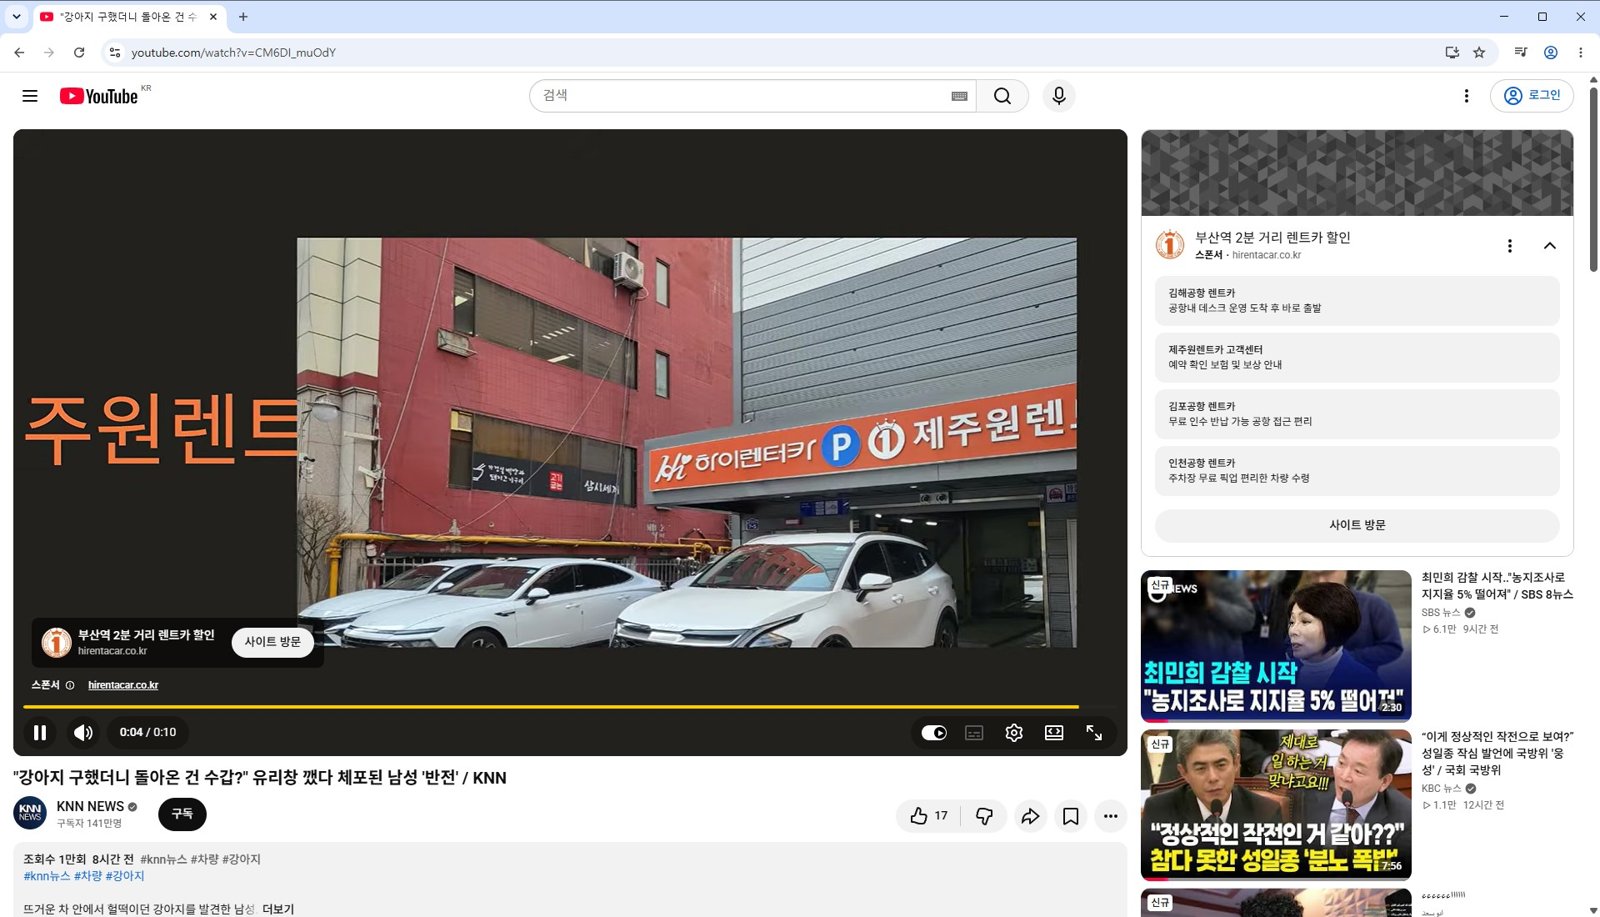 "강아지 구했더니 돌아온 건 수
youtube.com/watch?v=CM6DI_muOdY
YouTube KR
검색
로그인
주원렌트
하이렌터카 P 1 제주원렌트
삼시세끼
부산역 2분 거리 렌트카 할인
hirentacar.co.kr
사이트 방문
스폰서
hirentacar.co.kr
0:04 / 0:10
"강아지 구했더니 돌아온 건 수갑?" 유리창 깼다 체포된 남성 '반전' / KNN
KNN NEWS
KNN NEWS
구독자 141만명
구독
17
조회수 1만회 8시간 전 #knn뉴스 #차량 #강아지
#knn뉴스 #차량 #강아지
뜨거운 차 안에서 헐떡이던 강아지를 발견한 남성. 더보기
부산역 2분 거리 렌트카 할인
스폰서 · hirentacar.co.kr
김해공항 렌트카
공항내 데스크 운영 도착 후 바로 출발
제주원렌트카 고객센터
예약 확인 보험 및 보상 안내
김포공항 렌트카
무료 인수 반납 가능 공항 접근 편리
인천공항 렌트카
주차장 무료 픽업 편리한 차량 수령
사이트 방문
신규
NEWS
최민희 감찰 시작
"농지조사로 지지율 5% 떨어져"
2:30
최민희 감찰 시작.."농지조사로
지지율 5% 떨어져" / SBS 8뉴스
SBS 뉴스
6.1만 9시간 전
신규
제대로
일 하는 거
맞냐고요!!!
"정상적인 작전인 거 같아??"
참다 못한 성일종 '분노 폭발'
7:56
"이게 정상적인 작전으로 보여?"
성일종 작심 발언에 국방위 '웅
성' / 국회 국방위
KBC 뉴스
1.1만 12시간 전
신규